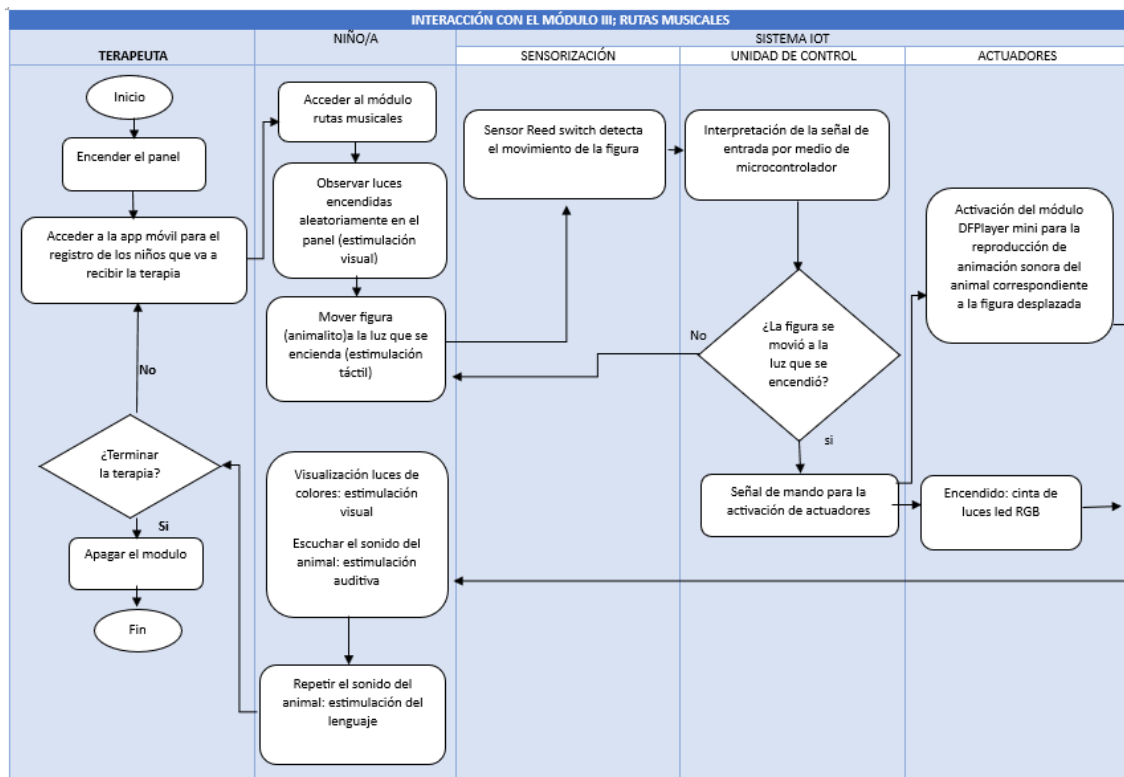 INTERACCIÓN CON EL MÓDULO III; RUTAS MUSICALES
TERAPEUTA
NIÑO/A
SISTEMA IOT
SENSORIZACIÓN
UNIDAD DE CONTROL
ACTUADORES
Inicio
Encender el panel
Acceder a la app móvil para el
registro de los niños que va a
recibir la terapia
No
¿Terminar
la terapia?
Si
Apagar el modulo
Fin
Acceder al módulo
rutas musicales
Observar luces
encendidas
aleatoriamente en el
panel (estimulación
visual)
Mover figura
(animalito)a la luz que se
encienda (estimulación
táctil)
Visualización luces de
colores: estimulación
visual
Escuchar el sonido del
animal: estimulación
auditiva
Repetir el sonido del
animal: estimulación del
lenguaje
Sensor Reed switch detecta
el movimiento de la figura
Interpretación de la señal de
entrada por medio de
microcontrolador
No
¿La figura se
movió a la
luz que se
encendió?
si
Señal de mando para la
activación de actuadores
Activación del módulo
DFPlayer mini para la
reproducción de
animación sonora del
animal correspondiente
a la figura desplazada
Encendido: cinta de
luces led RGB